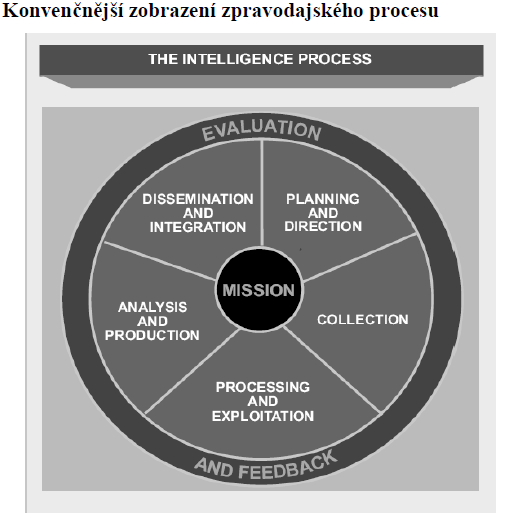 Konvenčnější zobrazení zpravodajského procesu
THE INTELLIGENCE PROCESS
EVALUATION
DISSEMINATION
AND
INTEGRATION
PLANNING
AND
DIRECTION
MISSION
ANALYSIS
AND
PRODUCTION
COLLECTION
PROCESSING
AND
EXPLOITATION
AND FEEDBACK